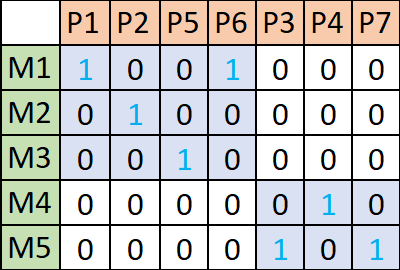 P1 P2 P5 P6 P3 P4 P7
M1 1 0 0 1 0 0 0
M2 0 1 0 0 0 0 0
M3 0 0 1 0 0 0 0
M4 0 0 0 0 0 1 0
M5 0 0 0 0 1 0 1